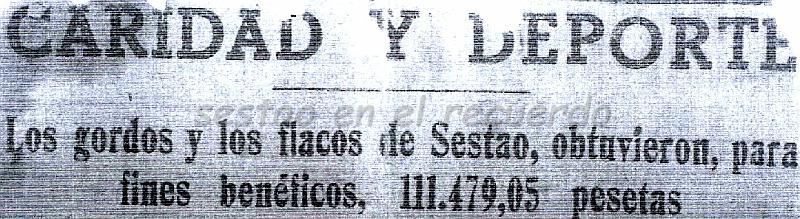 CARIDAD Y DEPORTE
sestao en el recuerdo
Los gordos y los flacos de Sestao, obtuvieron, para
fines benéficos, 111.479,05 pesetas